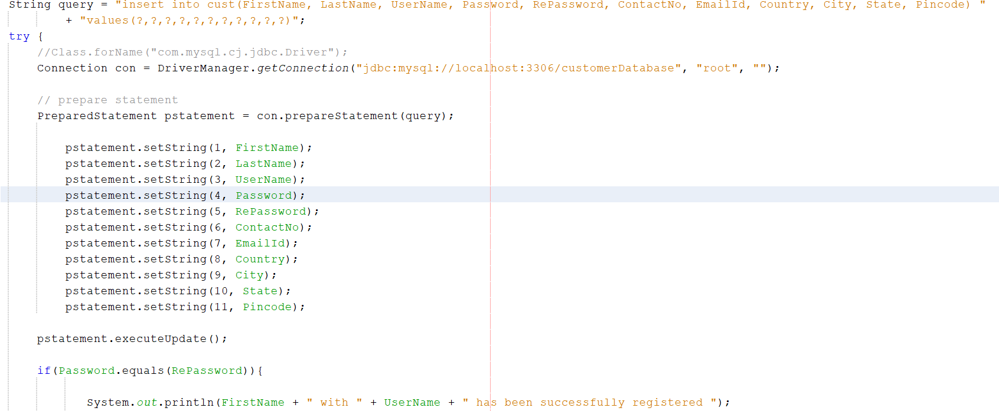 String query = "insert into cust(FirstName, LastName, UserName, Password, RePassword, ContactNo, EmailId, Country, City, State, Pincode) "
+ "values(?,?,?,?,?,?,?,?,?,?,?)";
try {
//Class.forName("com.mysql.cj.jdbc.Driver");
Connection con = DriverManager.getConnection("jdbc:mysql://localhost:3306/customerDatabase", "root", "");
// prepare statement
PreparedStatement pstatement = con.prepareStatement(query);
pstatement.setString(1, FirstName);
pstatement.setString(2, LastName);
pstatement.setString(3, UserName);
pstatement.setString(4, Password);
pstatement.setString(5, RePassword);
pstatement.setString(6, ContactNo);
pstatement.setString(7, EmailId);
pstatement.setString(8, Country);
pstatement.setString(9, City);
pstatement.setString(10, State);
pstatement.setString(11, Pincode);
pstatement.executeUpdate();
if(Password.equals(RePassword)){
System.out.println(FirstName + " with " + UserName + " has been successfully registered ");